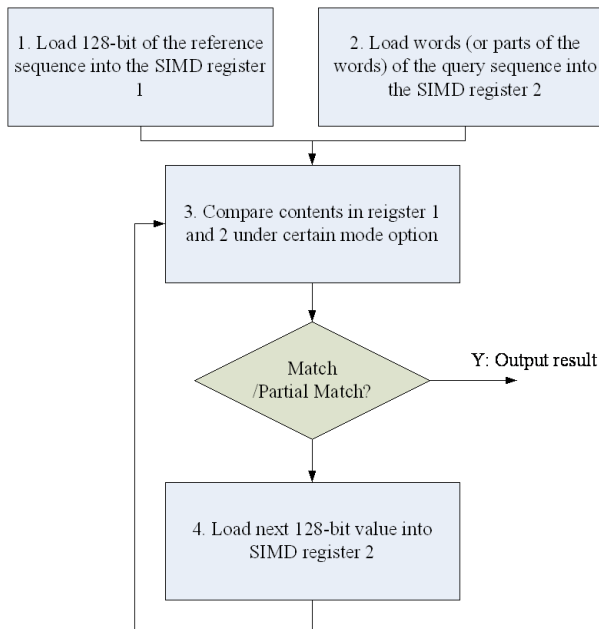 1. Load 128-bit of the reference
sequence into the SIMD register
1
2. Load words (or parts of the
words) of the query sequence into
the SIMD register 2
3. Compare contents in reigster 1
and 2 under certain mode option
Match
/Partial Match?
Y: Output result
4. Load next 128-bit value into
SIMD register 2